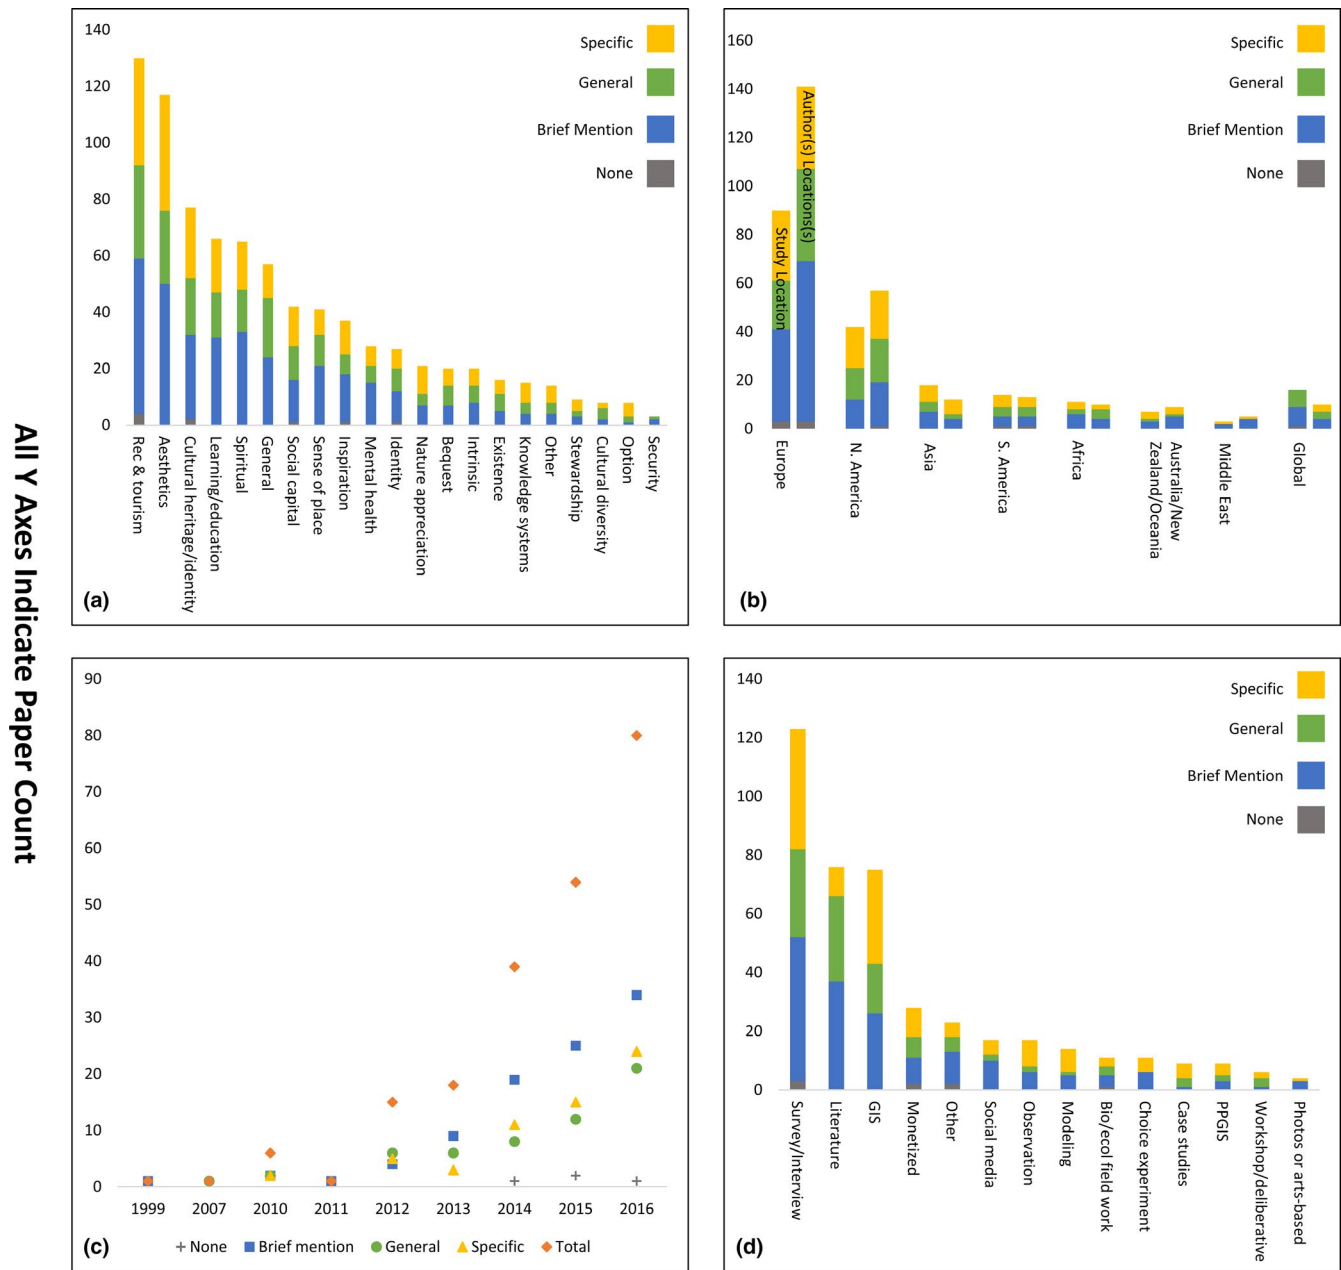 All Y Axes Indicate Paper Count
140
120
100
80
60
40
20
0
Specific
General
Brief Mention
None
Rec & tourism
Aesthetics
Cultural heritage/identity
Learning/education
Spiritual
General
Social capital
Sense of place
Inspiration
Mental health
Identity
Nature appreciation
Bequest
Intrinsic
Existence
Knowledge systems
Other
Stewardship
Cultural diversity
Option
Security
(a)
160
140
120
100
80
60
40
20
0
Specific
General
Brief Mention
None
Study Location
Author(s) Locations(s)
Europe
N. America
Asia
S. America
Africa
Australia/New
Zealand/Oceania
Middle East
Global
(b)
90
80
70
60
50
40
30
20
10
0
1999 2007 2010 2011 2012 2013 2014 2015 2016
None Brief mention General Specific Total
(c)
140
120
100
80
60
40
20
0
Specific
General
Brief Mention
None
Survey/Interview
Literature
GIS
Monetized
Other
Social media
Observation
Modeling
Bio/ecol field work
Choice experiment
Case studies
PPGIS
Workshop/deliberative
Photos or arts-based
(d)